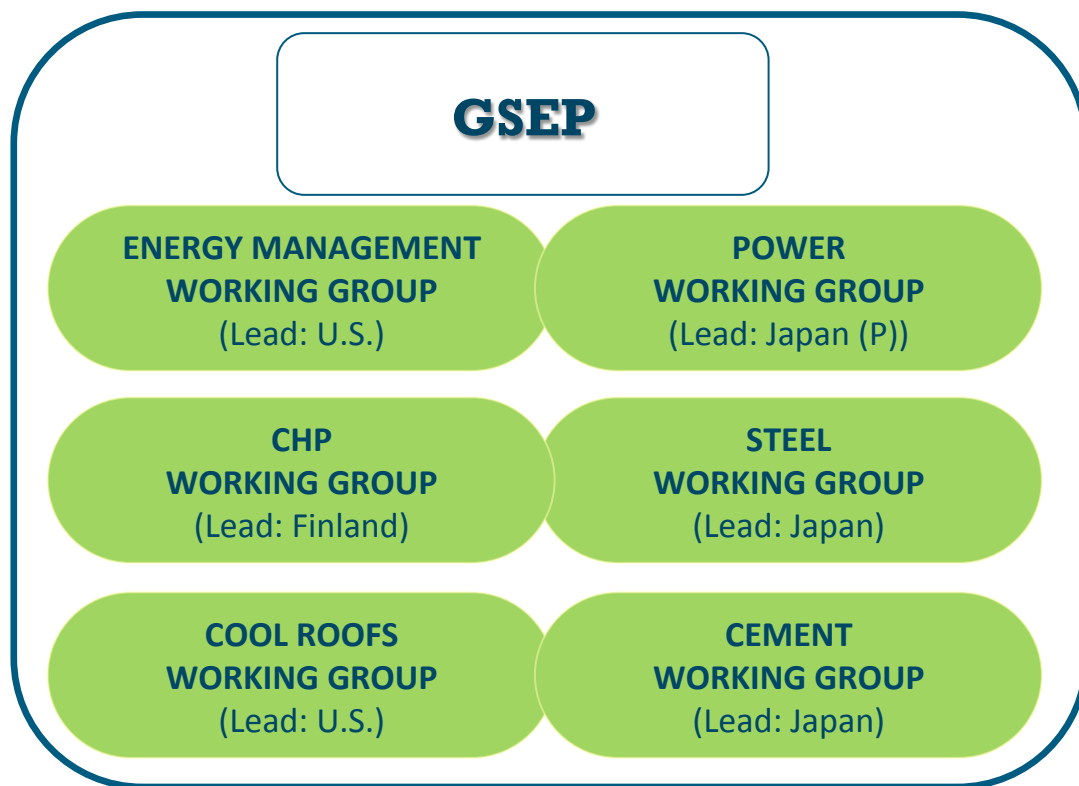 GSEP
ENERGY MANAGEMENT
WORKING GROUP
(Lead: U.S.)
POWER
WORKING GROUP
(Lead: Japan (P))
CHP
WORKING GROUP
(Lead: Finland)
STEEL
WORKING GROUP
(Lead: Japan)
COOL ROOFS
WORKING GROUP
(Lead: U.S.)
CEMENT
WORKING GROUP
(Lead: Japan)